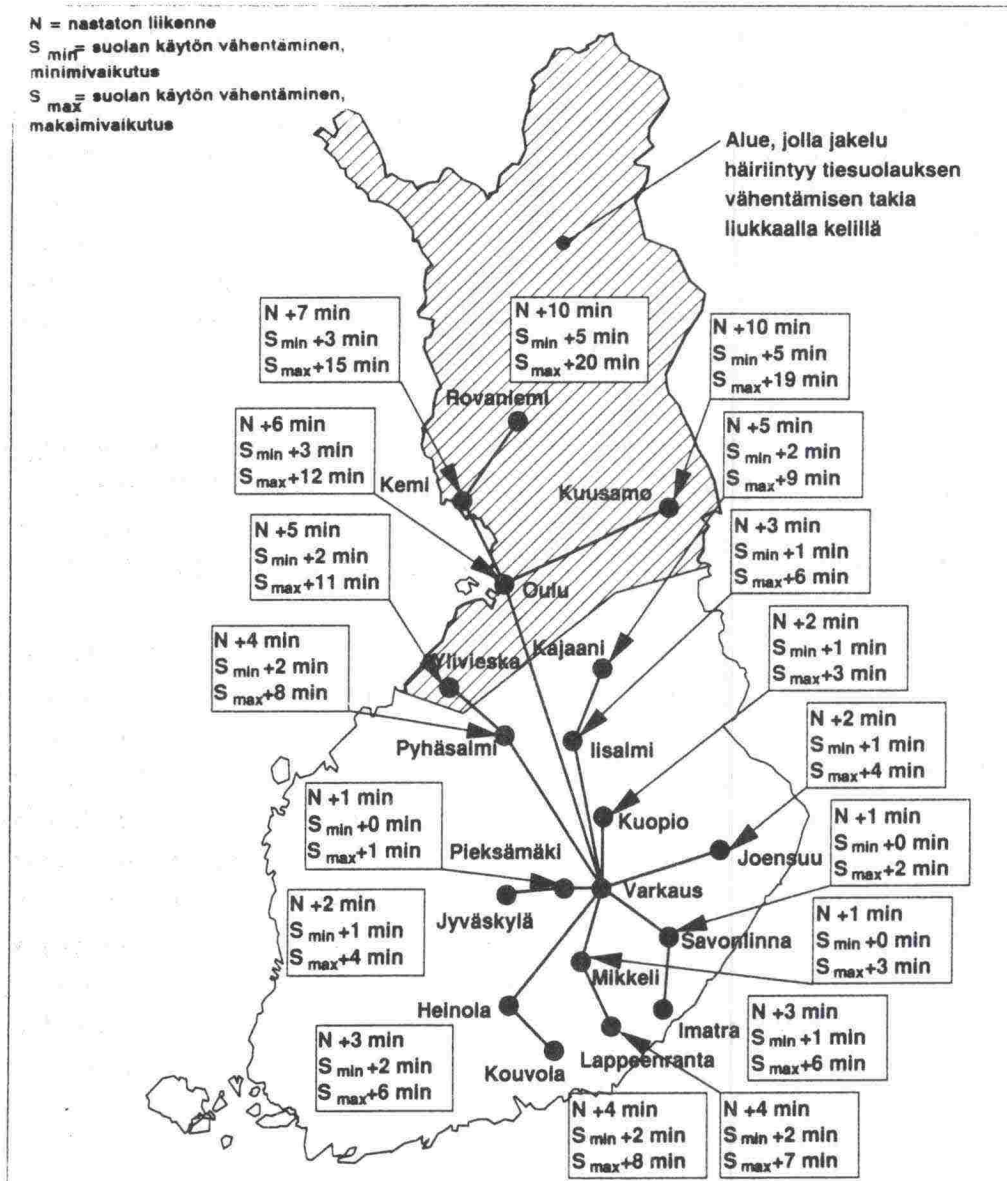 N = nastaton liikenne
S min= suolan käytön vähentäminen,
minimivaikutus
S max= suolan käytön vähentäminen,
maksimivaikutus
Alue, jolla jakelu
häiriintyy tiesuolauksen
vähentämisen takia
liukkaalla kelillä
N +7 min
S min +3 min
S max+15 min
N +10 min
S min +5 min
S max+20 min
N +10 min
S min +5 min
S max+19 min
Rovaniemi
N +6 min
S min +3 min
S max+12 min
Kemi
Kuusamo
N +5 min
S min +2 min
S max+9 min
N +5 min
S min +2 min
S max+11 min
Oulu
N +3 min
S min +1 min
S max+6 min
N +4 min
S min +2 min
S max+8 min
Ylivieska
Kajaani
N +2 min
S min +1 min
S max+3 min
Pyhäsalmi
Iisalmi
N +2 min
S min +1 min
S max+4 min
N +1 min
S min +0 min
S max+1 min
Pieksämäki
Kuopio
Joensuu
N +1 min
S min +0 min
S max+2 min
Varkaus
N +2 min
S min +1 min
S max+4 min
Jyväskylä
Savonlinna
N +1 min
S min +0 min
S max+3 min
Mikkeli
Heinola
Imatra
N +3 min
S min +1 min
S max+6 min
N +3 min
S min +2 min
S max+6 min
Kouvola
Lappeenranta
N +4 min
S min +2 min
S max+8 min
N +4 min
S min +2 min
S max+7 min